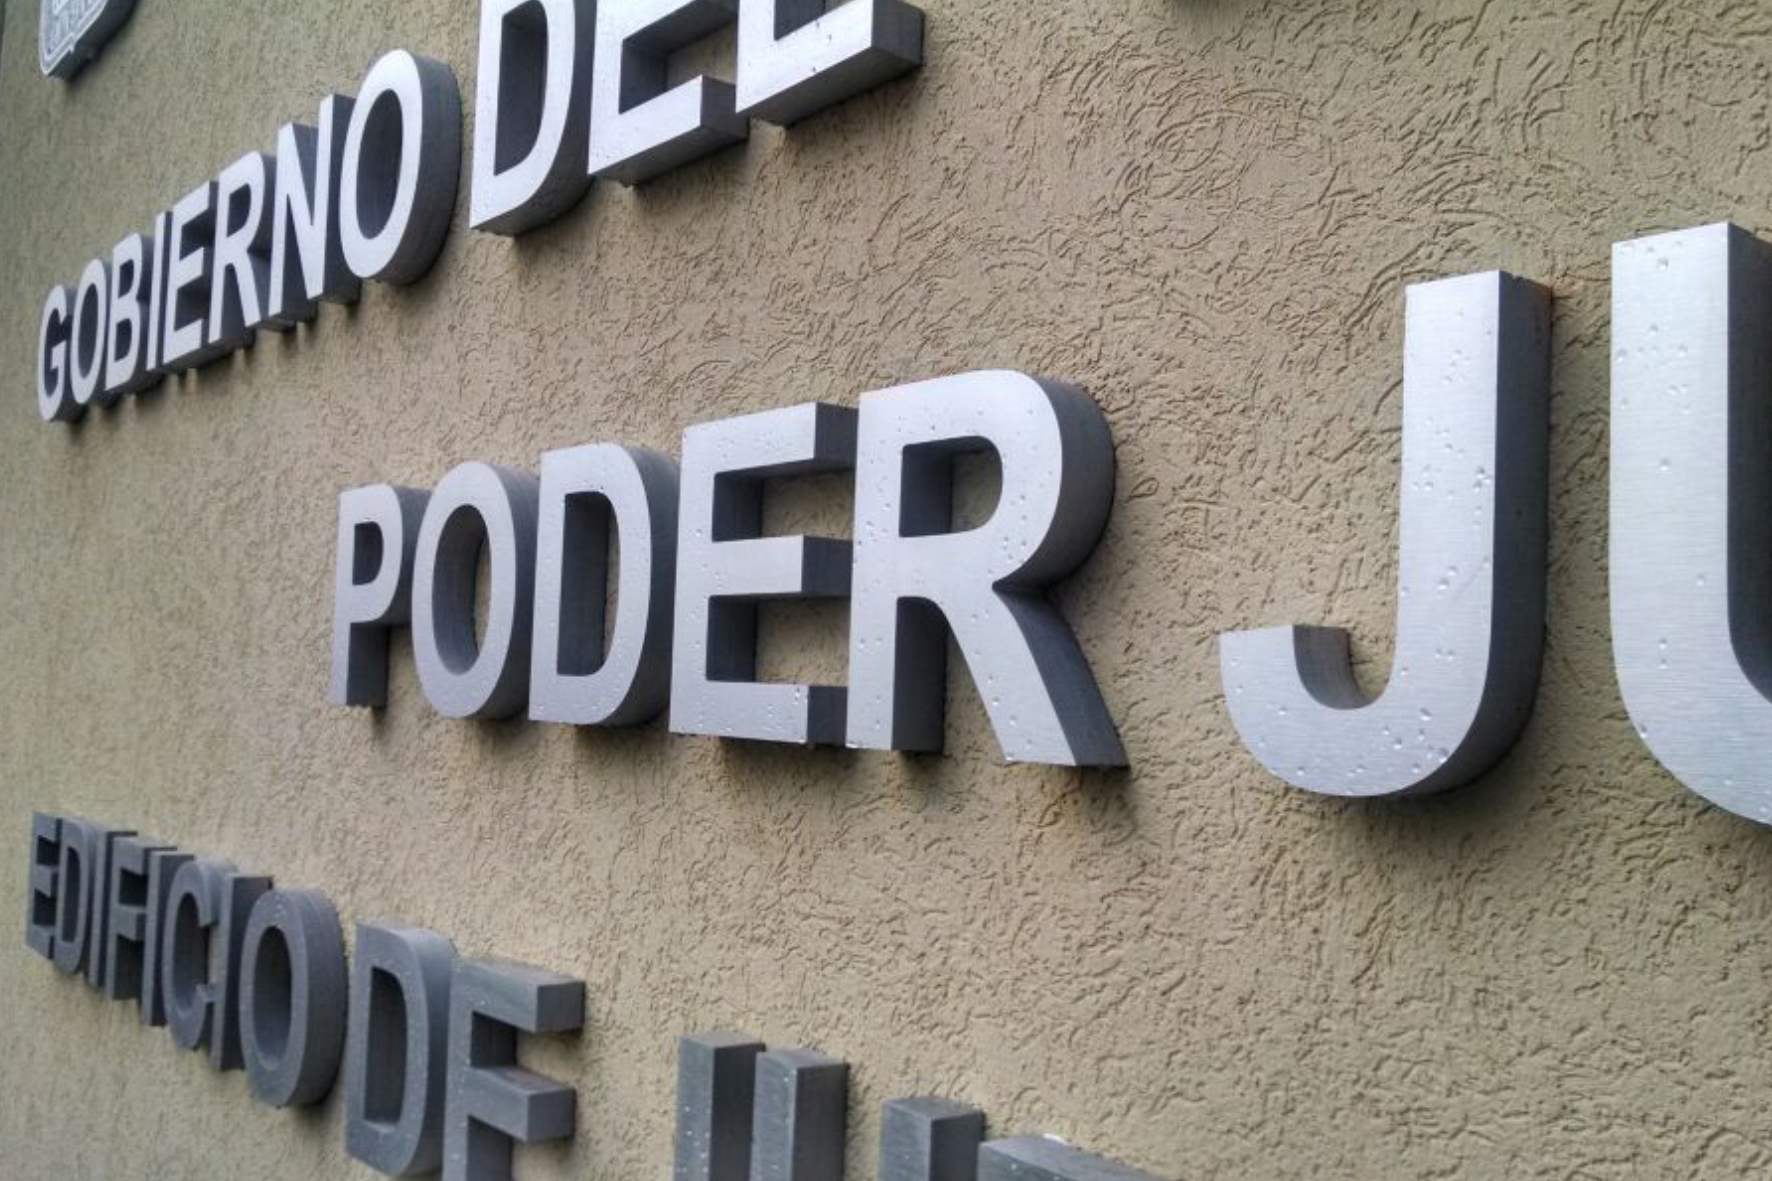 GOBIERNO DEL
PODER JU
EDIFICIO DE